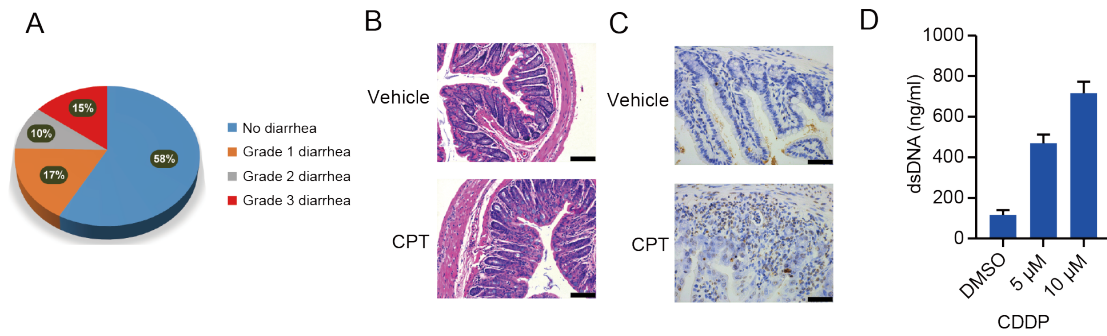 A
58%
17%
10%
15%
No diarrhea
Grade 1 diarrhea
Grade 2 diarrhea
Grade 3 diarrhea
B
Vehicle
CPT
C
Vehicle
CPT
D
dsDNA (ng/ml)
1000
800
600
400
200
0
DMSO
5 µM
10 µM
CDDP